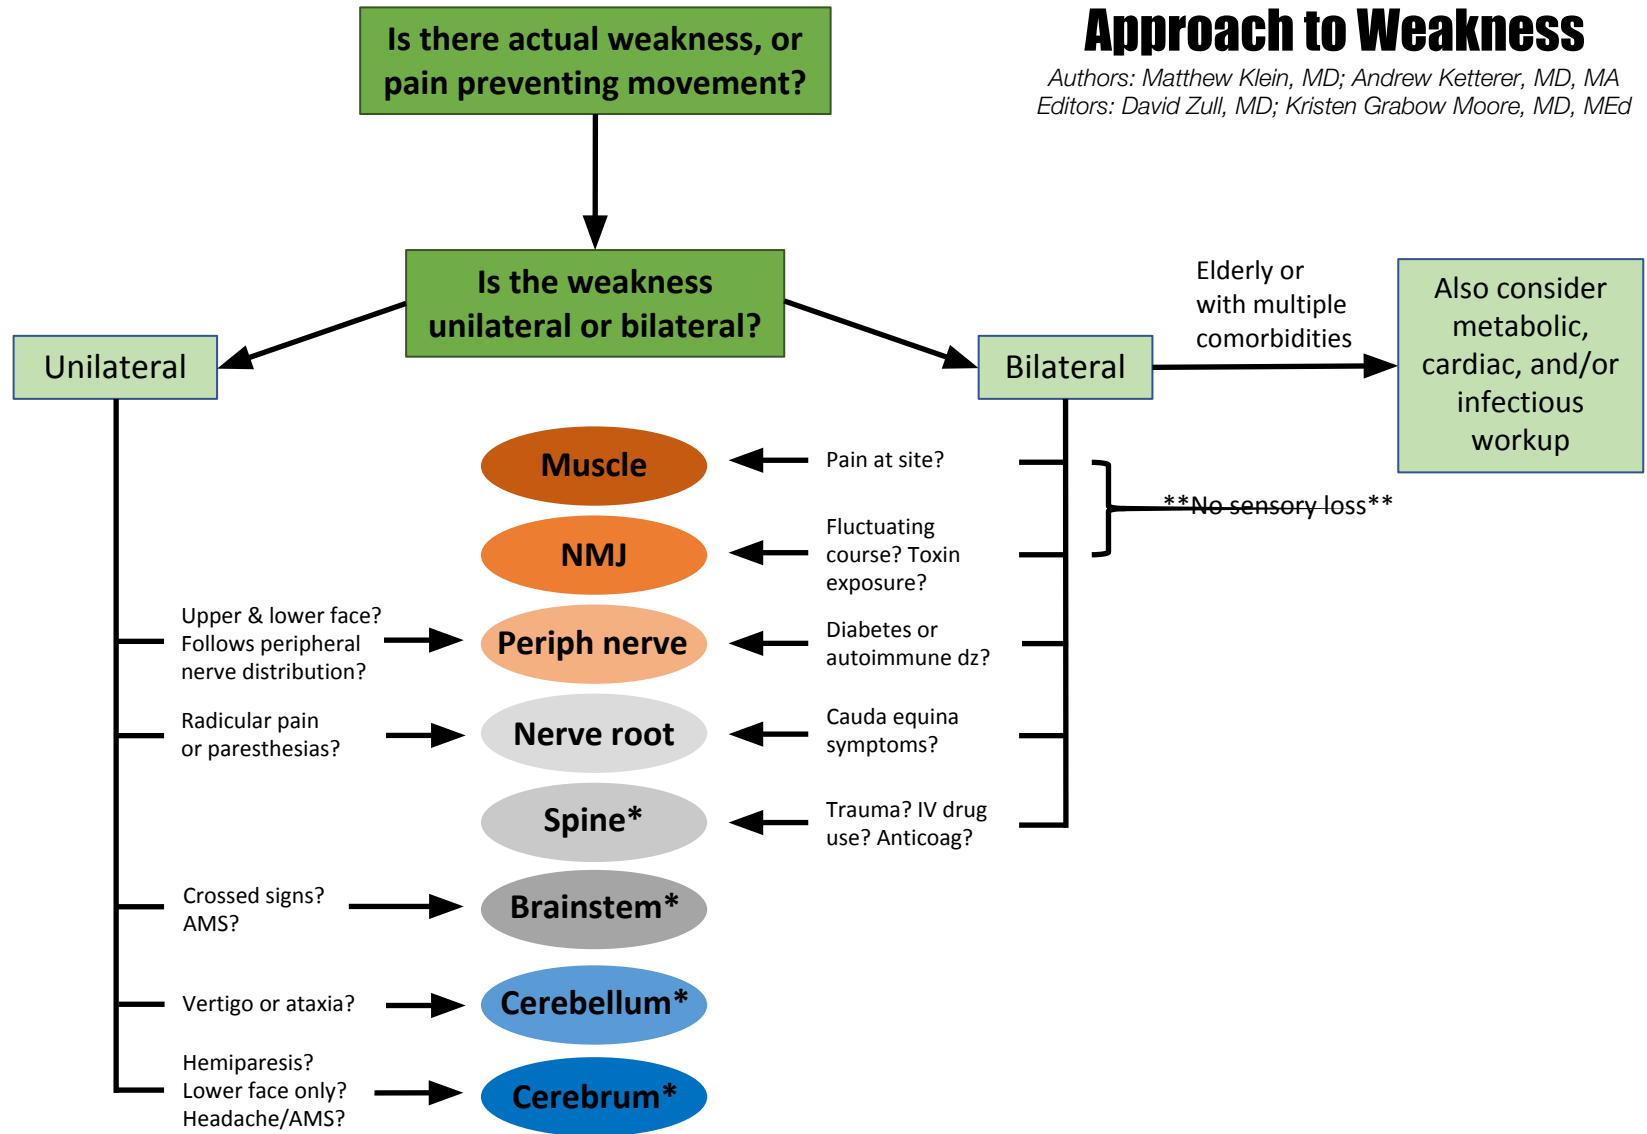 Approach to Weakness
Authors: Matthew Klein, MD; Andrew Ketterer, MD, MA
Editors: David Zull, MD; Kristen Grabow Moore, MD, MEd
Is there actual weakness, or
pain preventing movement?
Is the weakness
unilateral or bilateral?
Unilateral
Bilateral
Elderly or
with multiple
comorbidities
Also consider
metabolic,
cardiac, and/or
infectious
workup
Muscle
Pain at site?
**No sensory loss**
NMJ
Fluctuating
course? Toxin
exposure?
Upper & lower face?
Follows peripheral
nerve distribution?
Periph nerve
Diabetes or
autoimmune dz?
Radicular pain
or paresthesias?
Nerve root
Cauda equina
symptoms?
Spine*
Trauma? IV drug
use? Anticoag?
Crossed signs?
AMS?
Brainstem*
Vertigo or ataxia?
Cerebellum*
Hemiparesis?
Lower face only?
Headache/AMS?
Cerebrum*